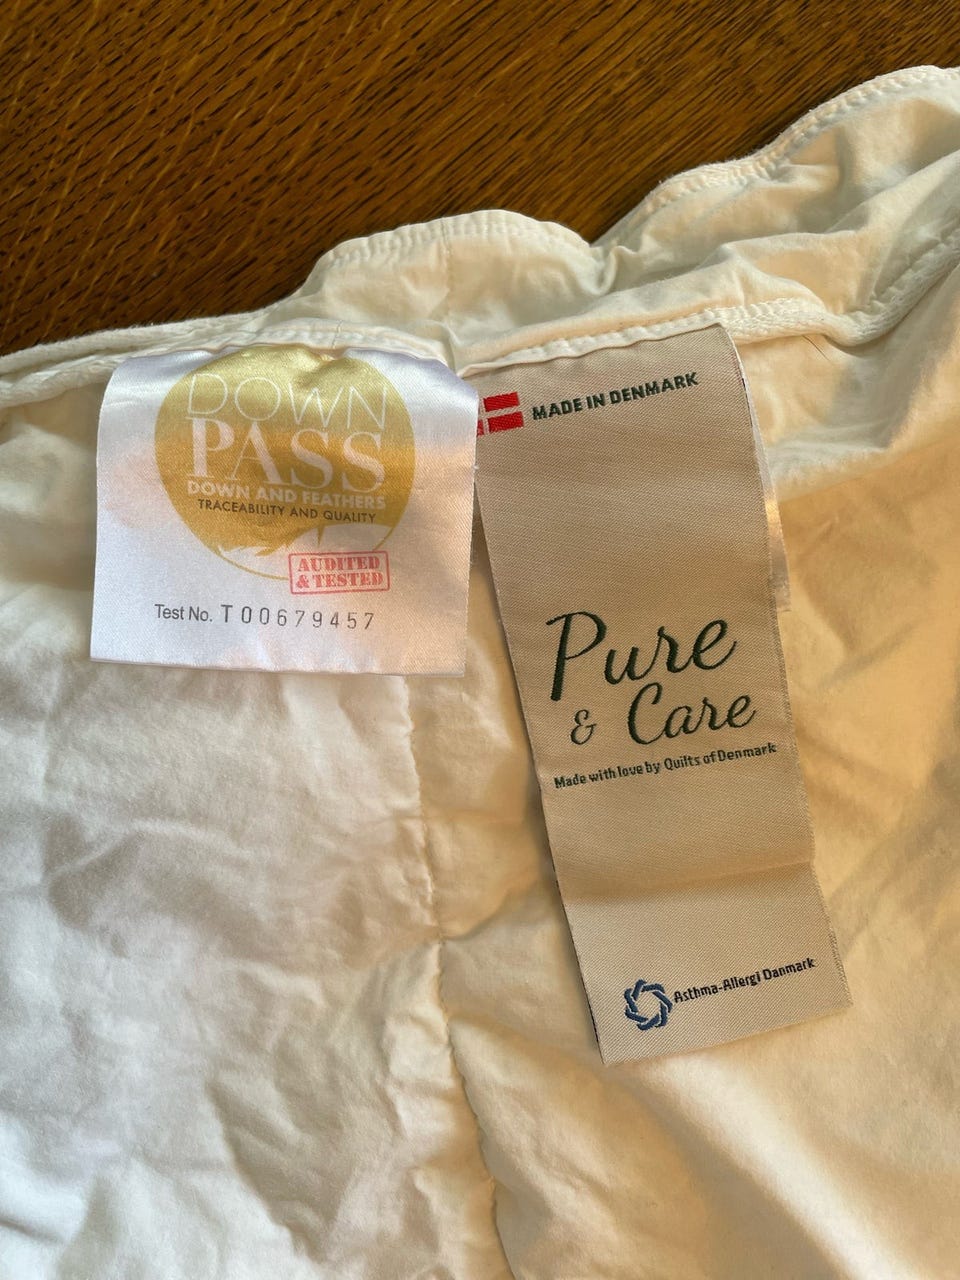 DOWN
PASS
DOWN AND FEATHERS
TRACEABILITY AND QUALITY
AUDITED
& TESTED
Test No. T 00679457
MADE IN DENMARK
Pure
& Care
Made with love by Quilts of Denmark
Asthma-Allergi Danmark